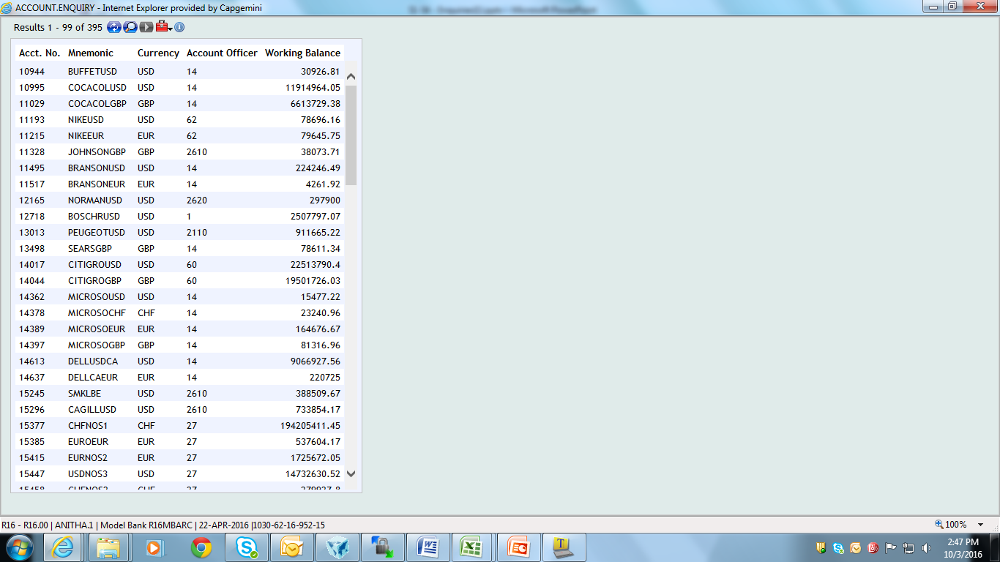 ACCOUNT.ENQUIRY - Internet Explorer provided by Capgemini
Results 1 - 99 of 395
Acct. No. Mnemonic Currency Account Officer Working Balance
10944 BUFFETUSD USD 14 30926.81
10995 COCACOLUSD USD 14 11914964.05
11029 COCACOLGBP GBP 14 6613729.38
11193 NIKEUSD USD 62 78696.16
11215 NIKEEUR EUR 62 79645.75
11328 JOHNSONGBP GBP 2610 38073.71
11495 BRANSONUSD USD 14 224246.49
11517 BRANSONEUR EUR 14 4261.92
12165 NORMANUSD USD 2620 297900
12718 BOSCHRUSD USD 1 2507797.07
13013 PEUGEOTUSD USD 2110 911665.22
13498 SEARSGBP GBP 14 78611.34
14017 CITIGROUSD USD 60 22513790.4
14044 CITIGROGBP GBP 60 19501726.03
14362 MICROSOUSD USD 14 15477.22
14378 MICROSOCHF CHF 14 23240.96
14389 MICROSOEUR EUR 14 164676.67
14397 MICROSOGBP GBP 14 81316.96
14613 DELLUSDCA USD 14 9066927.56
14637 DELLCAEUR EUR 14 220725
15245 SMKLBE USD 2610 388509.67
15296 CAGILLUSD USD 2610 733854.17
15377 CHFNOS1 CHF 27 194205411.45
15385 EUROEUR EUR 27 537604.17
15415 EURNOS2 EUR 27 1725672.05
15447 USDNOS3 USD 27 14732630.52
R16 - R16.00 | ANITHA.1 | Model Bank R16MBARC | 22-APR-2016 |1030-62-16-952-15
100%
2:47 PM
10/3/2016